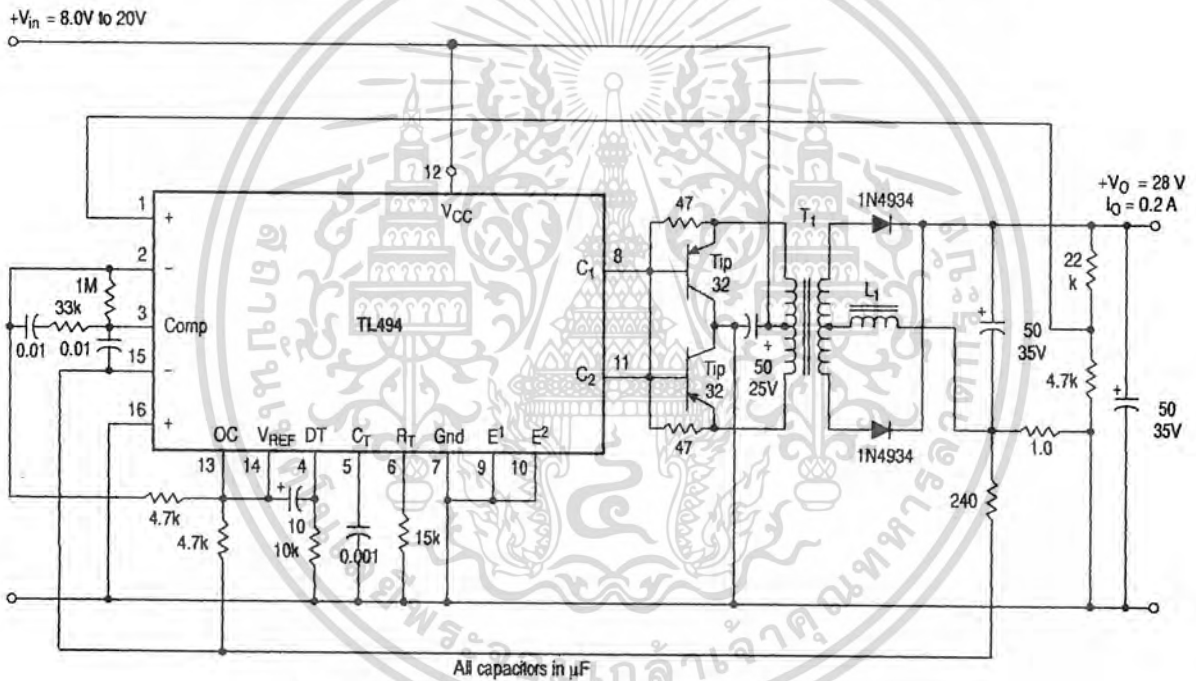 +Vin = 8.0V to 20V
12
VCC
1
+
2
−
1M
33k
3
Comp
0.01
0.01
15
−
16
+
TL494
C1
8
C2
11
47
Tip
32
Tip
32
47
50
25V
+
T1
1N4934
L1
1N4934
+VO = 28 V
IO = 0.2 A
22
k
+
50
35V
4.7k
1.0
+
50
35V
240
OC
VREF
DT
CT
RT
Gnd
E1
E2
13
14
4
5
6
7
9
10
4.7k
4.7k
+
10
10k
0.001
15k
All capacitors in μF